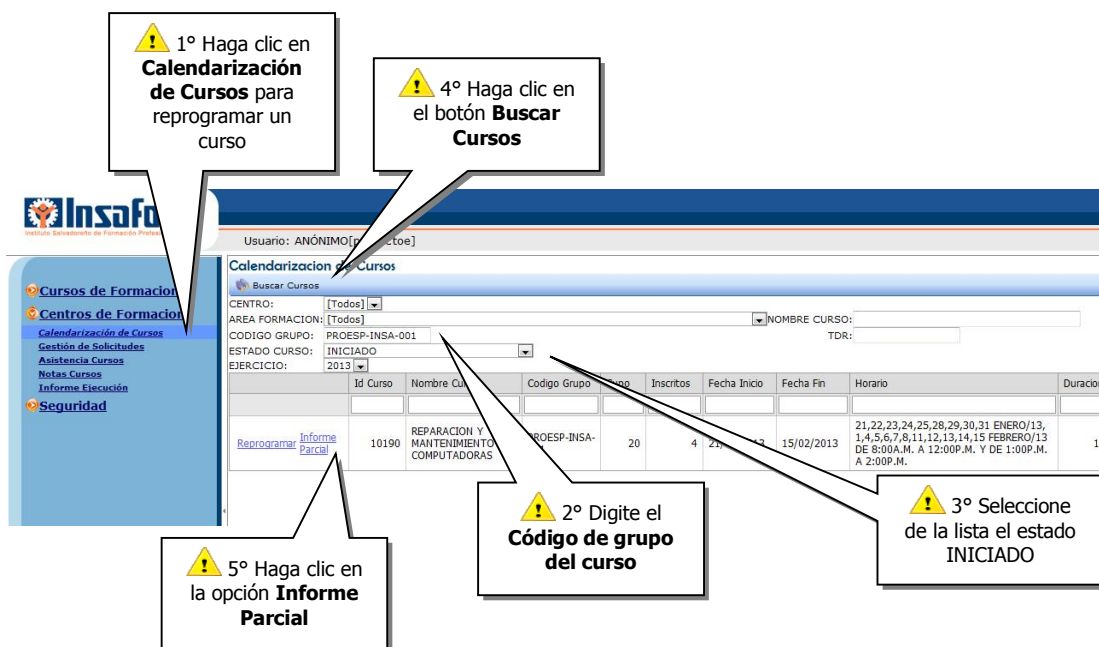 1° Haga clic en
Calendarización
de Cursos para
reprogramar un
curso
4° Haga clic en
el botón Buscar
Cursos
Insafo
Instituto Salvadoreño de Formación
Usuario: ANÓNIMO[p
toe]
Calendarizacion de Cursos
Buscar Cursos
Cursos de Formacion
Centros de Formacion
Calendarización de Cursos
Gestión de Solicitudes
Asistencia Cursos
Notas Cursos
Informe Ejecución
Seguridad
CENTRO: [Todos]
AREA FORMACION: [Todos] NOMBRE CURSO:
CODIGO GRUPO: PROESP-INSA-001 TDR:
ESTADO CURSO: INICIADO
EJERCICIO: 2013
Id Curso Nombre Codigo Grupo Inscritos Fecha Inicio Fecha Fin Horario Duracion
Reprogramar Informe Parcial 10190 REPARACION Y MANTENIMIENTO COMPUTADORAS PROESP-INSA- 20 4 15/02/2013
21,22,23,24,25,28,29,30,31 ENERO/13,
1,4,5,6,7,8,11,12,13,14,15 FEBRERO/13
DE 8:00A.M. A 12:00P.M. Y DE 1:00P.M.
A 2:00P.M.
2° Digite el
Código de grupo
del curso
3° Seleccione
de la lista el estado
INICIADO
5° Haga clic en
la opción Informe
Parcial